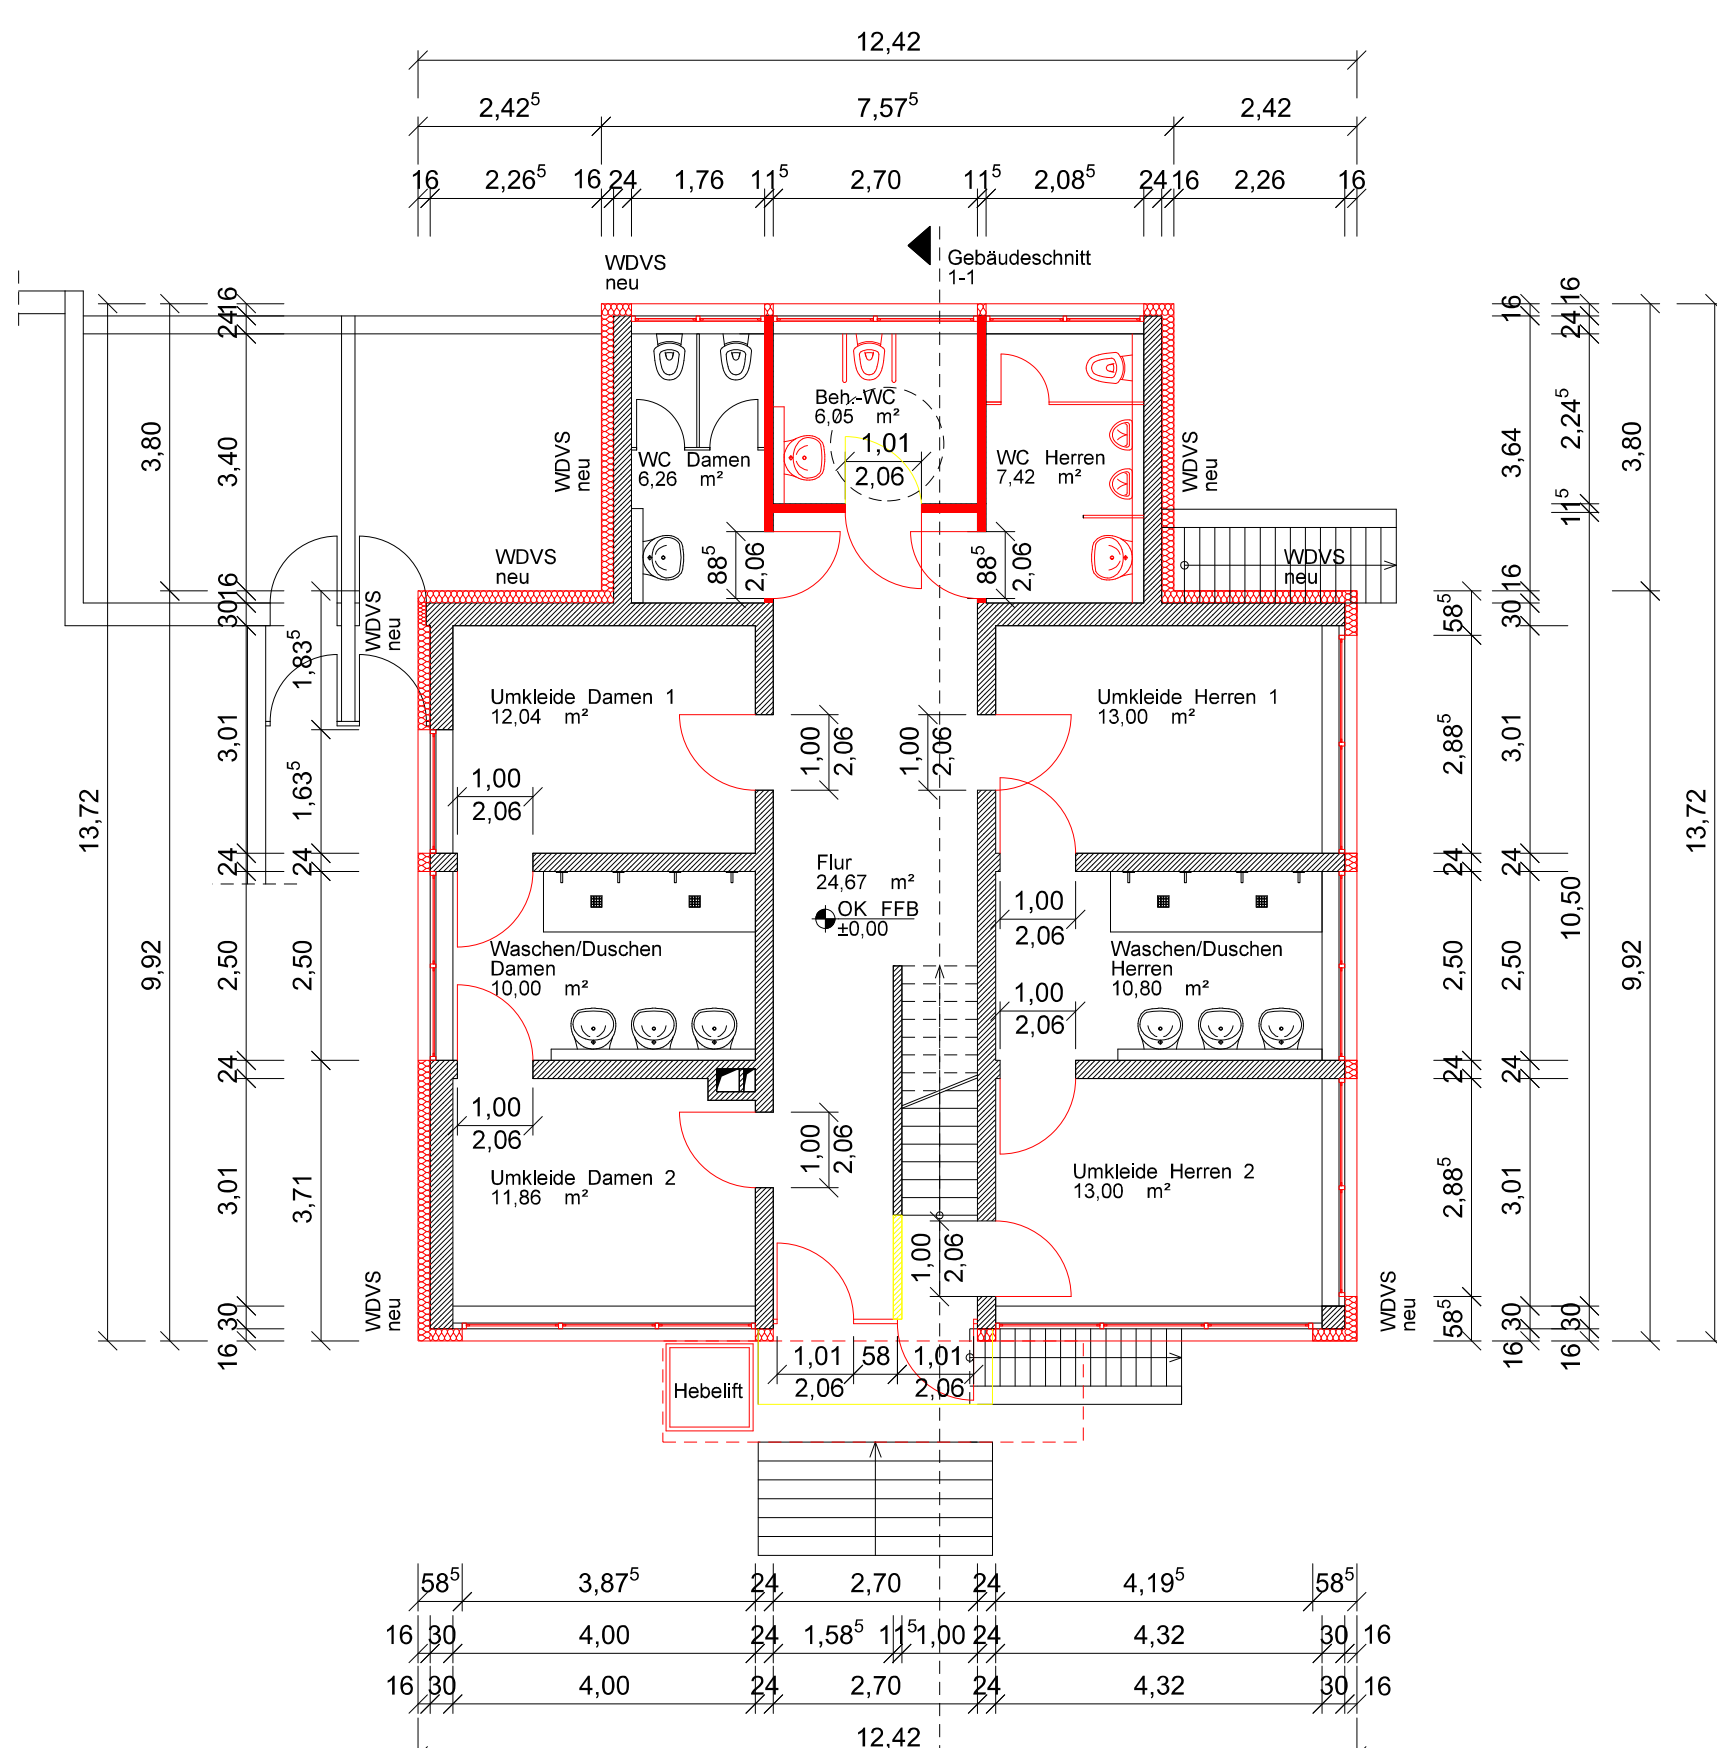 12,42
2,42⁵ 7,57⁵ 2,42
16 2,26⁵ 16 24 1,76 11⁵ 2,70 11⁵ 2,08⁵ 24 16 2,26 16
WDVS
neu
Gebäudeschnitt
1-1
13,72
3,80
9,92
16
24
3,40
16
30
3,01
24
2,50
24
3,01
30
16
1,83⁵
1,63⁵
24
2,50
3,71
WDVS
neu
WDVS
neu
WDVS
neu
WDVS
neu
WC Damen
6,26 m²
Beh.-WC
6,05 m²
1,01
2,06
WC Herren
7,42 m²
88⁵
2,06
88⁵
2,06
WDVS
neu
WDVS
neu
Umkleide Damen 1
12,04 m²
1,00
2,06
1,00
2,06
1,00
2,06
Umkleide Herren 1
13,00 m²
Flur
24,67 m²
OK FFB
±0,00
Waschen/Duschen
Damen
10,00 m²
1,00
2,06
1,00
2,06
Waschen/Duschen
Herren
10,80 m²
1,00
2,06
Umkleide Damen 2
11,86 m²
1,00
2,06
1,00
2,06
Umkleide Herren 2
13,00 m²
WDVS
neu
Hebelift
1,01 58 1,01
2,06 2,06
58⁵
2,88⁵
24
2,50
24
2,88⁵
58⁵
16
3,64
16
30
3,01
24
2,50
24
3,01
30
16
16
24
2,24⁵
11⁵
10,50
30
16
3,80
9,92
13,72
58⁵ 3,87⁵ 24 2,70 24 4,19⁵ 58⁵
16 30 4,00 24 1,58⁵ 11⁵ 1,00 24 4,32 30 16
16 30 4,00 24 2,70 24 4,32 30 16
12,42